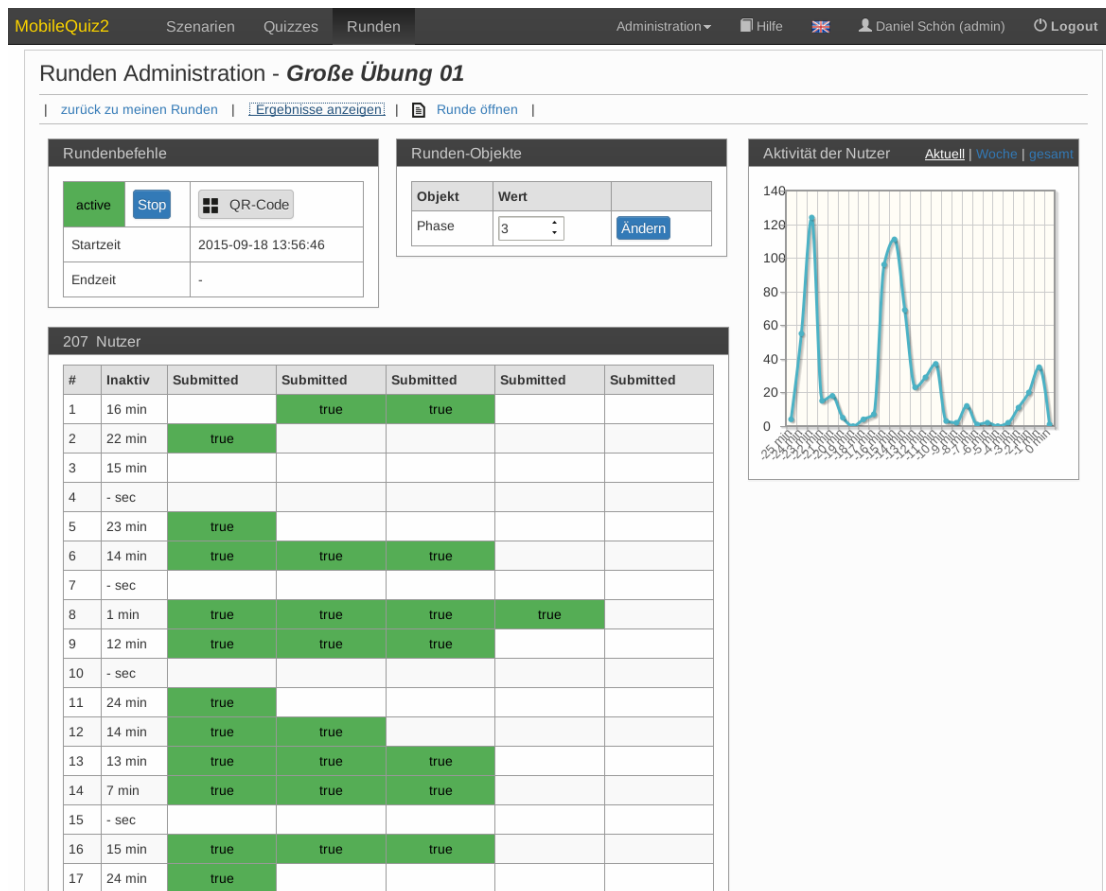 MobileQuiz2 Szenarien Quizzes Runden Administration Hilfe Daniel Schön (admin) Logout
Runden Administration - Große Übung 01
| zurück zu meinen Runden | Ergebnisse anzeigen | Runde öffnen |
Rundenbefehle
active Stop QR-Code
Startzeit 2015-09-18 13:56:46
Endzeit -
Runden-Objekte
Objekt Wert
Phase 3 Ändern
Aktivität der Nutzer Aktuell | Woche | gesamt
140
120
100
80
60
40
20
0
0 min
207 Nutzer
# Inaktiv Submitted Submitted Submitted Submitted Submitted
1 16 min true true
2 22 min true
3 15 min
4 - sec
5 23 min true
6 14 min true true true
7 - sec
8 1 min true true true true
9 12 min true true true
10 - sec
11 24 min true
12 14 min true true
13 13 min true true true
14 7 min true true true
15 - sec
16 15 min true true true
17 24 min true